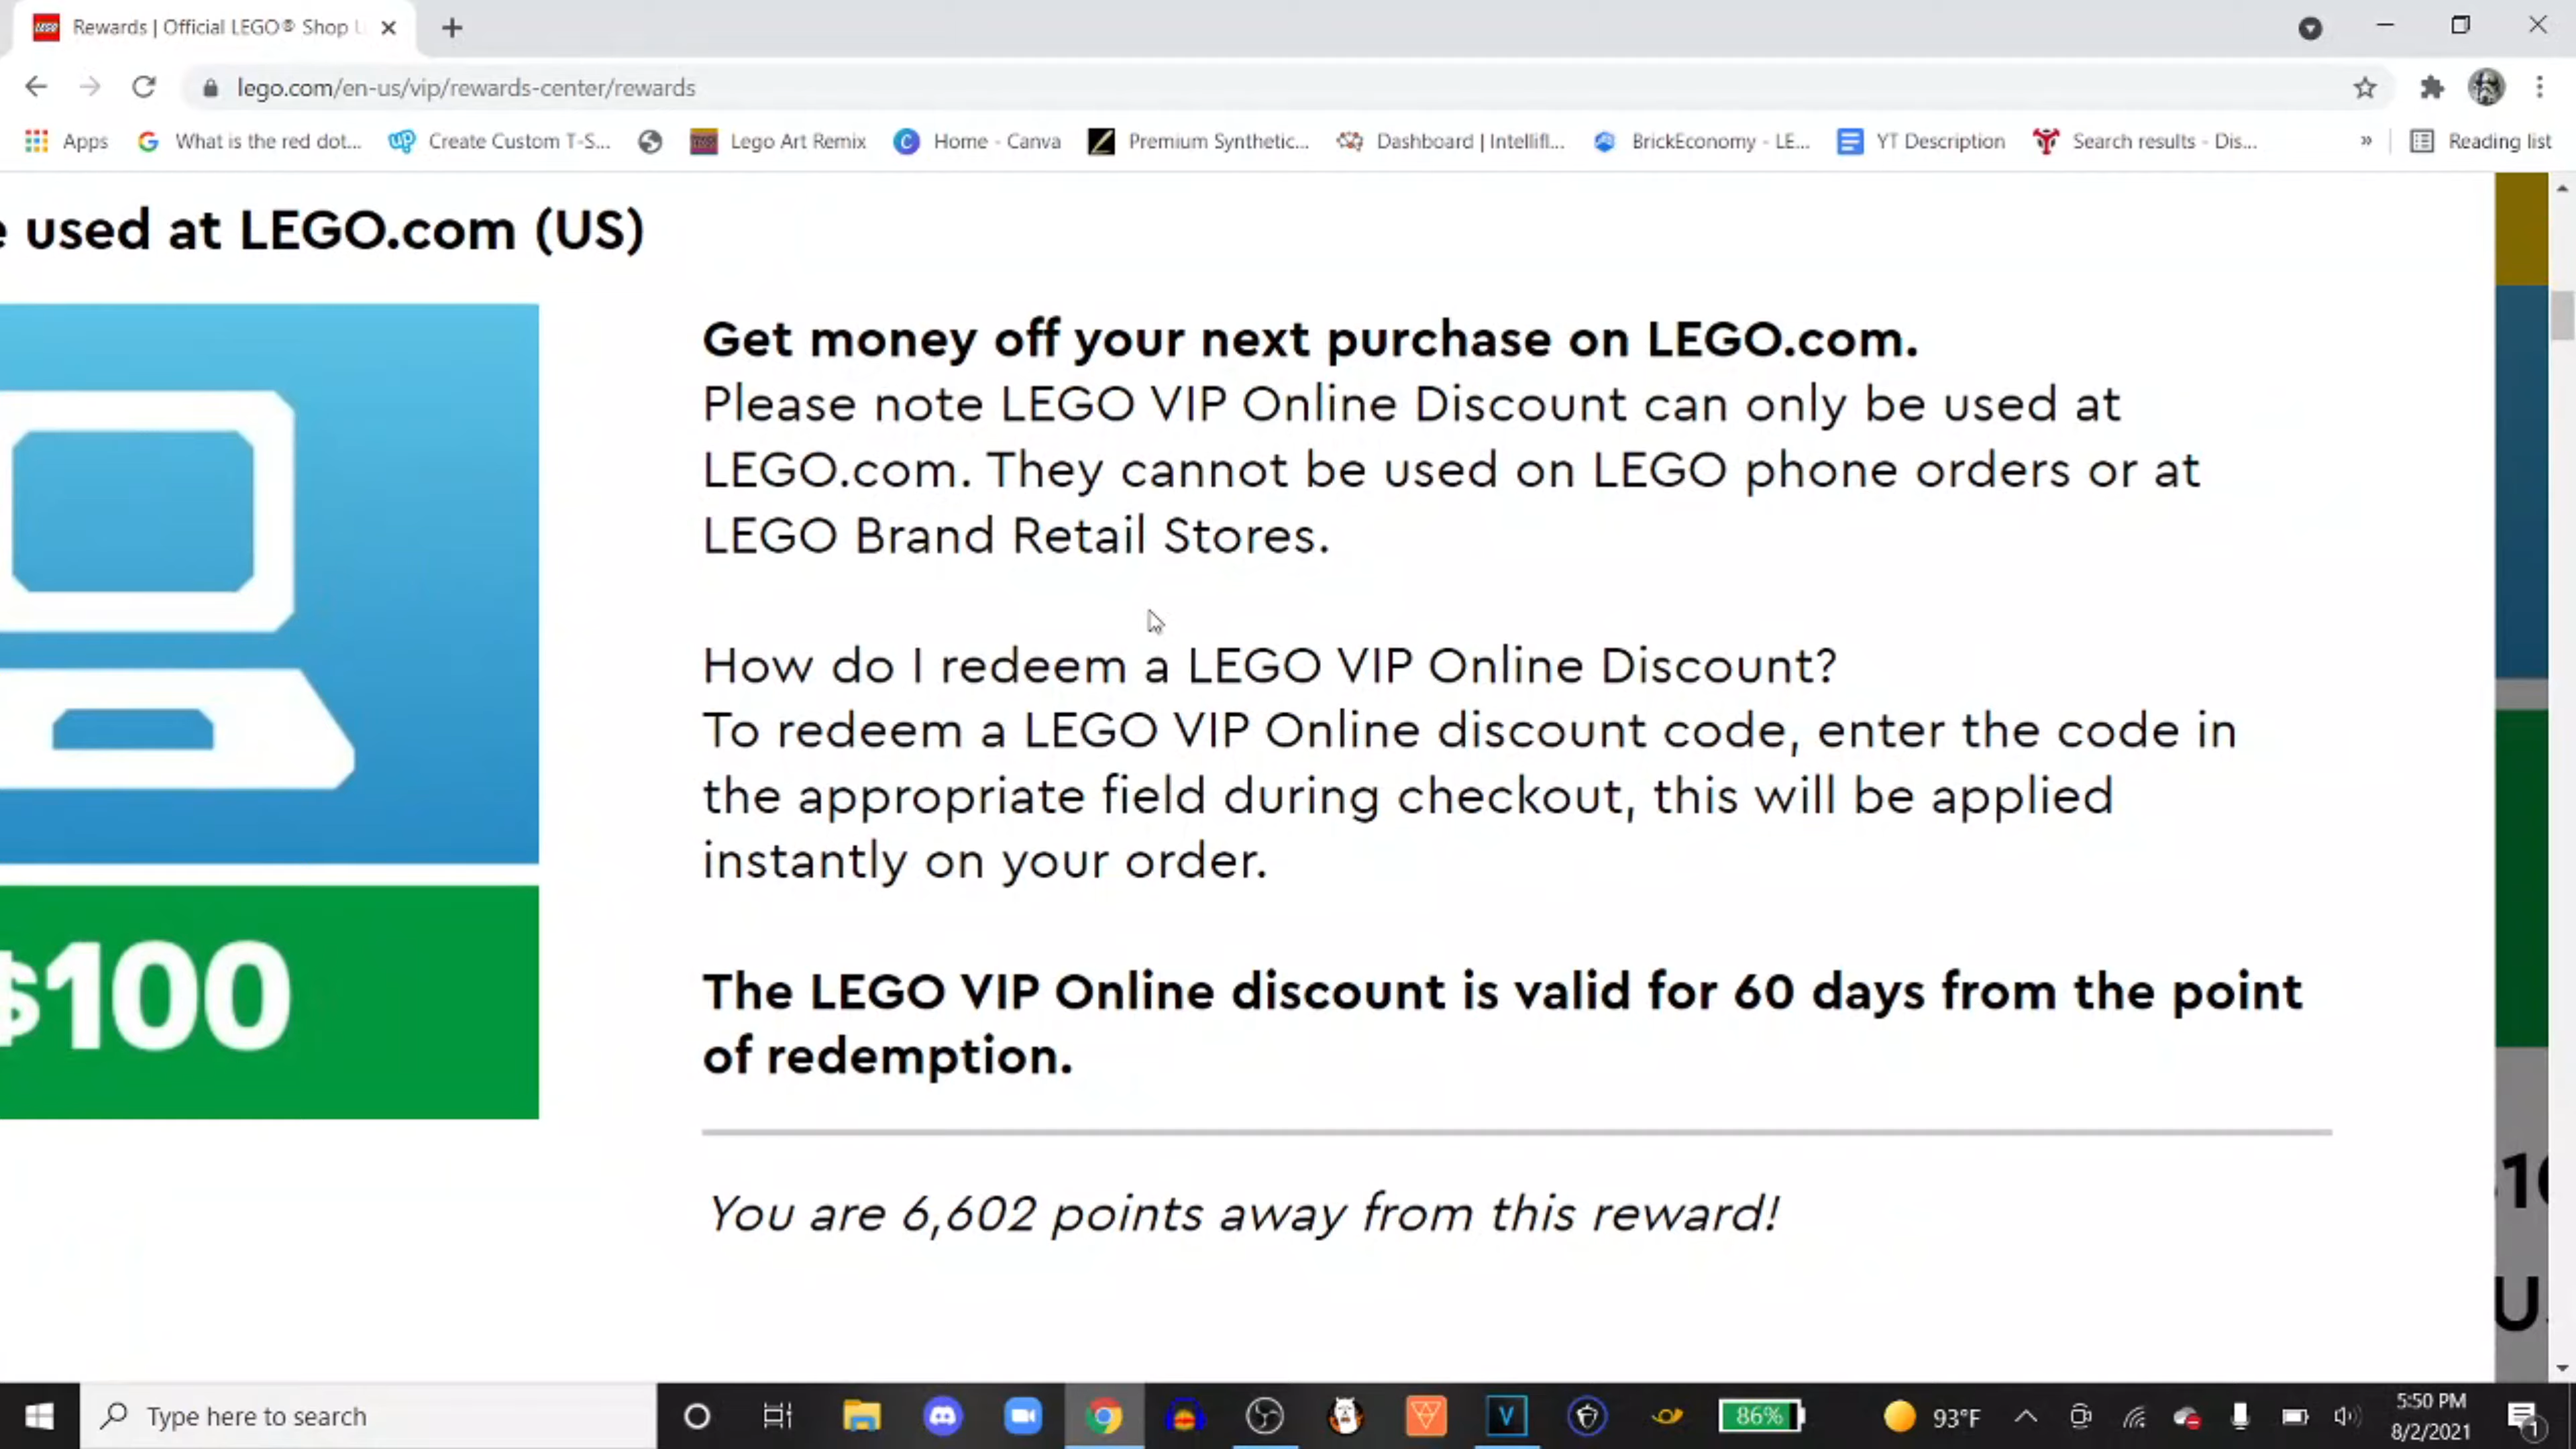 Rewards | Official LEGO® Shop U
lego.com/en-us/vip/rewards-center/rewards
Apps
What is the red dot...
Create Custom T-S...
Lego Art Remix
Home - Canva
Premium Synthetic...
Dashboard | Intellifl...
BrickEconomy - LE...
YT Description
Search results - Dis...
»
Reading list
used at LEGO.com (US)
Get money off your next purchase on LEGO.com.
Please note LEGO VIP Online Discount can only be used at
LEGO.com. They cannot be used on LEGO phone orders or at
LEGO Brand Retail Stores.
How do I redeem a LEGO VIP Online Discount?
To redeem a LEGO VIP Online discount code, enter the code in
the appropriate field during checkout, this will be applied
instantly on your order.
The LEGO VIP Online discount is valid for 60 days from the point
of redemption.
$100
You are 6,602 points away from this reward!
Type here to search
86%
93°F
5:50 PM
8/2/2021
1